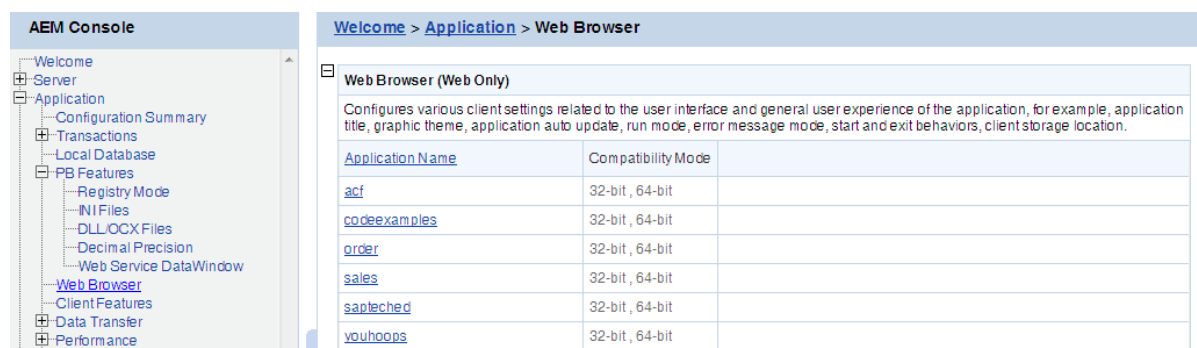 AEM Console
Welcome
Server
Application
Configuration Summary
Transactions
Local Database
PB Features
Registry Mode
INI Files
DLL/OCX Files
Decimal Precision
Web Service DataWindow
Web Browser
Client Features
Data Transfer
Performance
Welcome > Application > Web Browser
Web Browser (Web Only)
Configures various client settings related to the user interface and general user experience of the application, for example, application
title, graphic theme, application auto update, run mode, error message mode, start and exit behaviors, client storage location.
Application Name Compatibility Mode
acf 32-bit , 64-bit
codeexamples 32-bit , 64-bit
order 32-bit , 64-bit
sales 32-bit , 64-bit
sapteched 32-bit , 64-bit
youhoops 32-bit , 64-bit